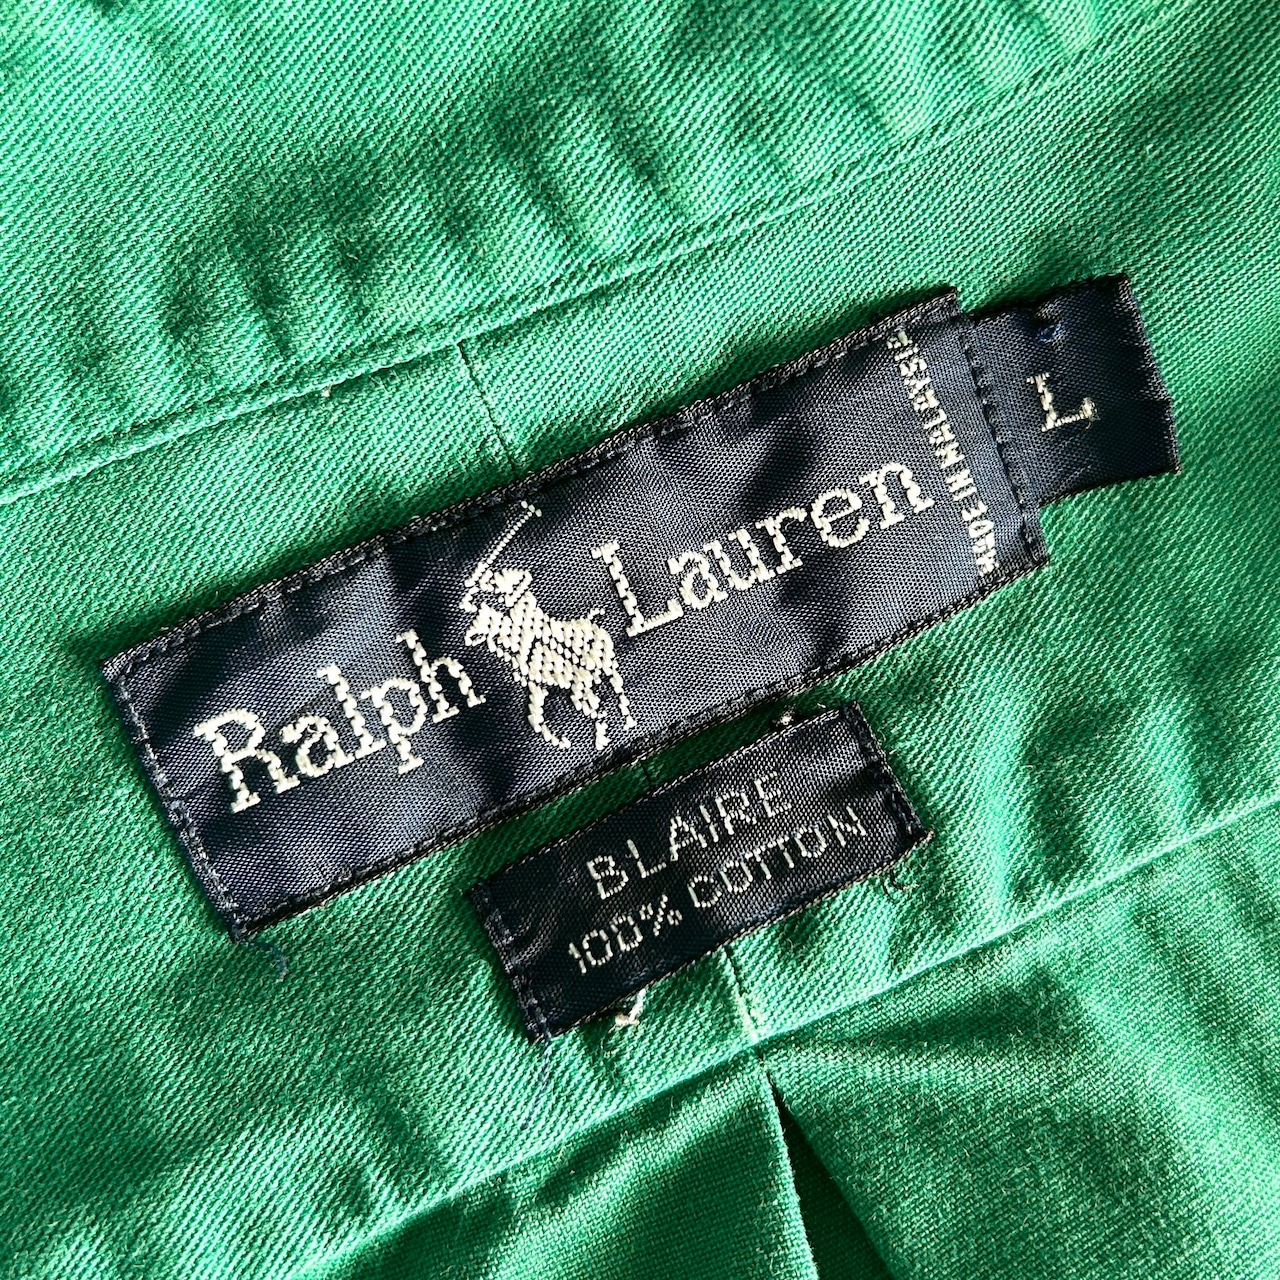 Ralph Lauren
MADE IN MALAYSIA
L
BLAIRE
100% COTTON